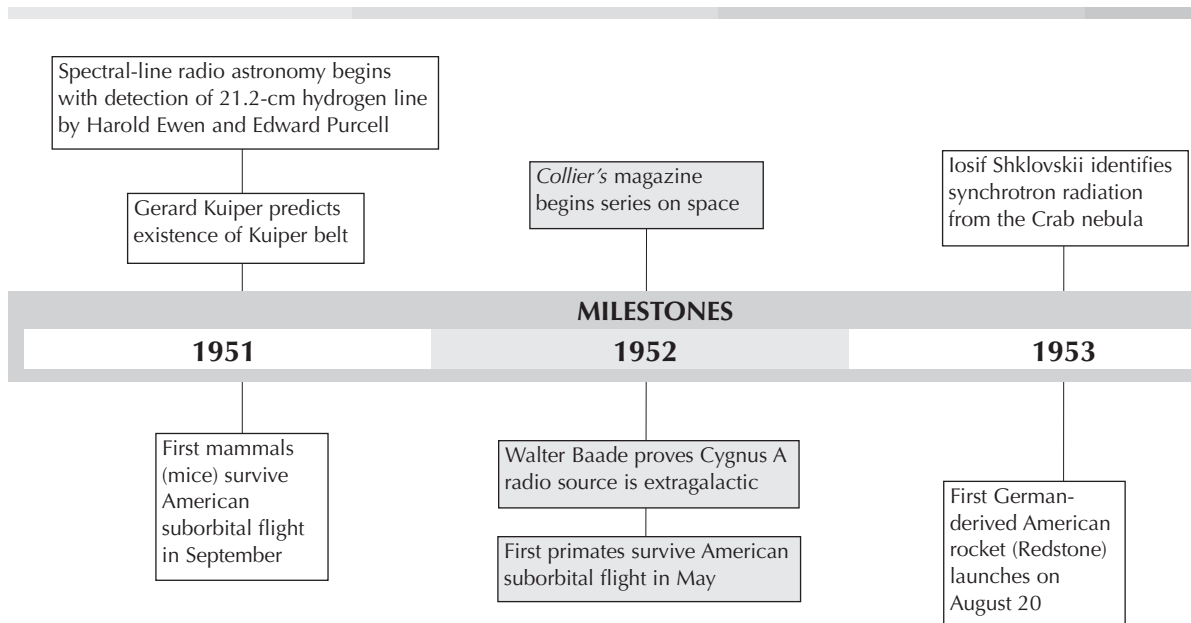 Spectral-line radio astronomy begins
with detection of 21.2-cm hydrogen line
by Harold Ewen and Edward Purcell
Gerard Kuiper predicts
existence of Kuiper belt
Collier's magazine
begins series on space
Iosif Shklovskii identifies
synchrotron radiation
from the Crab nebula
MILESTONES
1951
1952
1953
First mammals
(mice) survive
American
suborbital flight
in September
Walter Baade proves Cygnus A
radio source is extragalactic
First primates survive American
suborbital flight in May
First German-
derived American
rocket (Redstone)
launches on
August 20